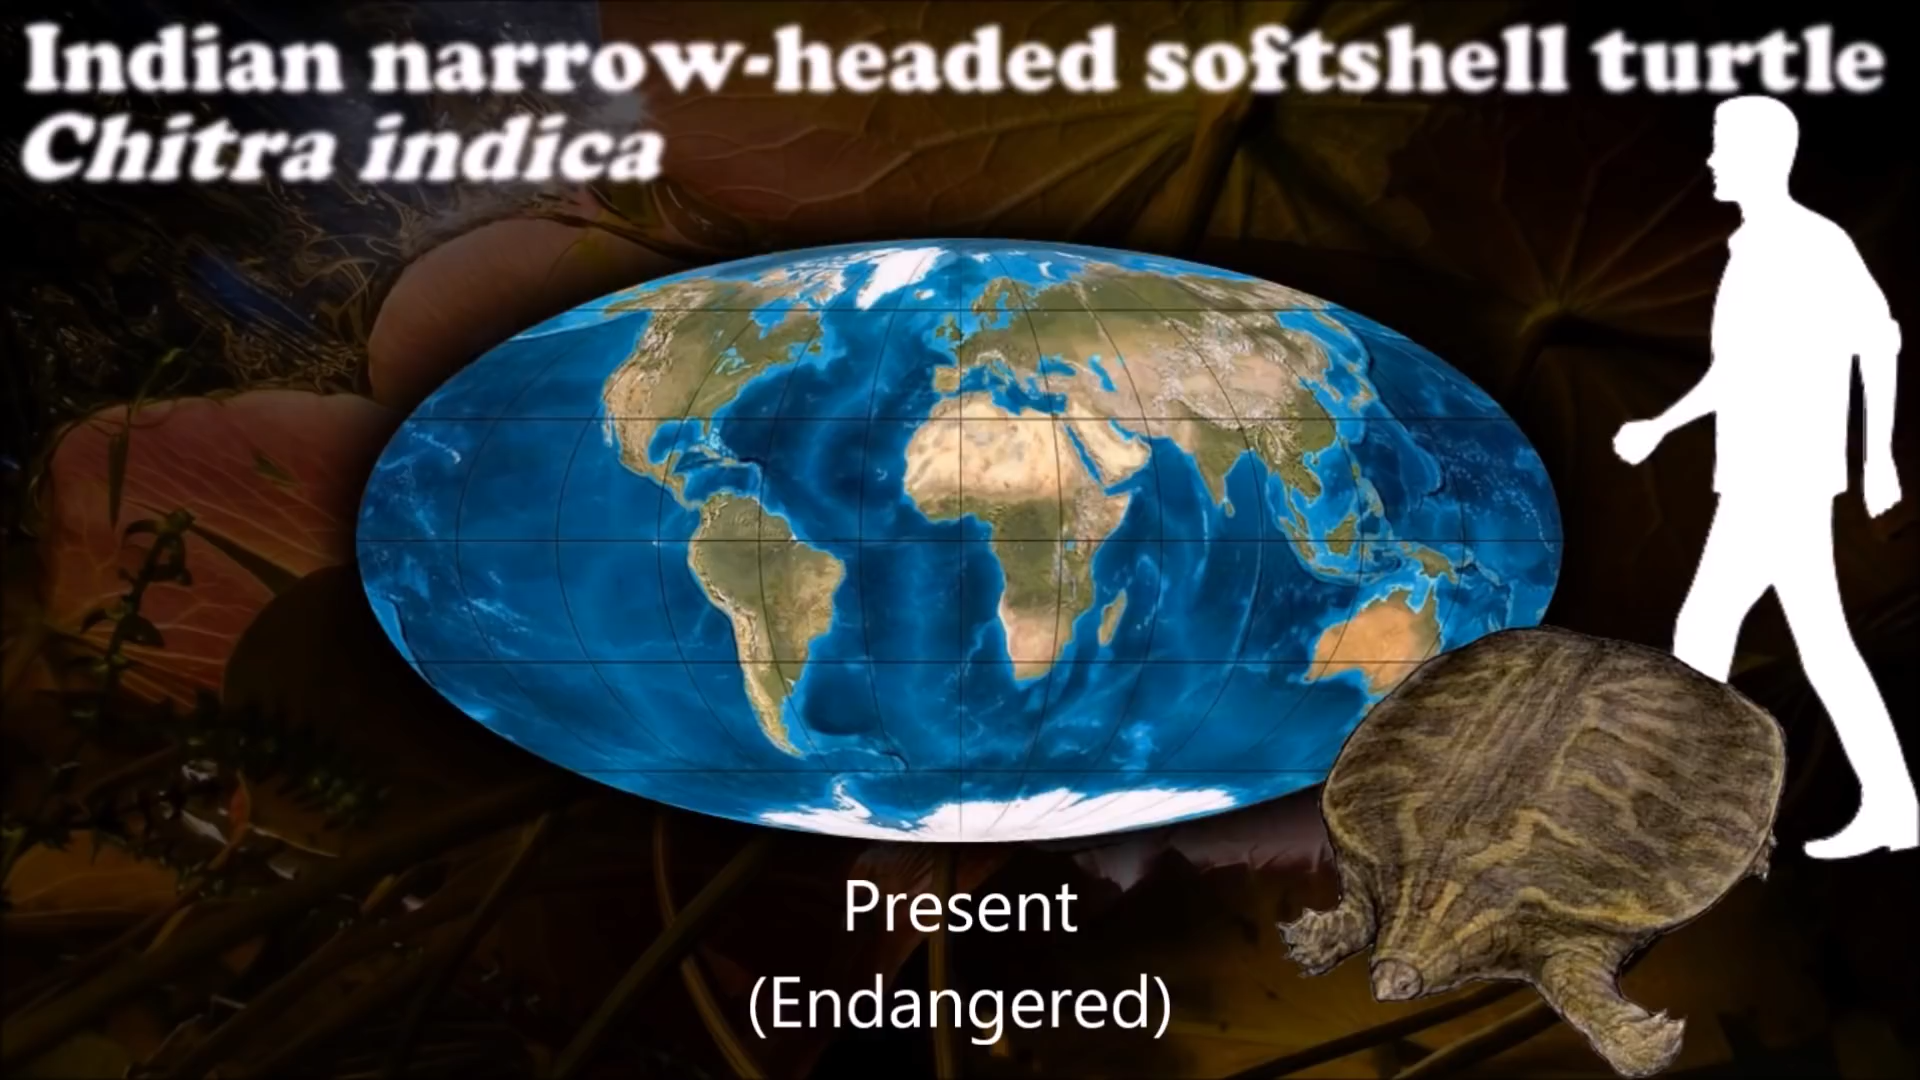 Indian narrow-headed softshell turtle
Chitra indica
Present
(Endangered)